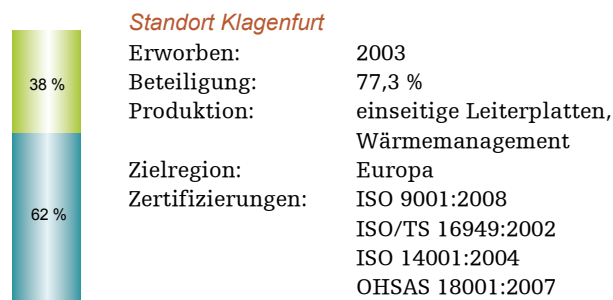 Standort Klagenfurt
Erworben: 2003
Beteiligung: 77,3 %
Produktion: einseitige Leiterplatten,
Wärmemanagement
Zielregion: Europa
Zertifizierungen: ISO 9001:2008
ISO/TS 16949:2002
ISO 14001:2004
OHSAS 18001:2007
38 %
62 %